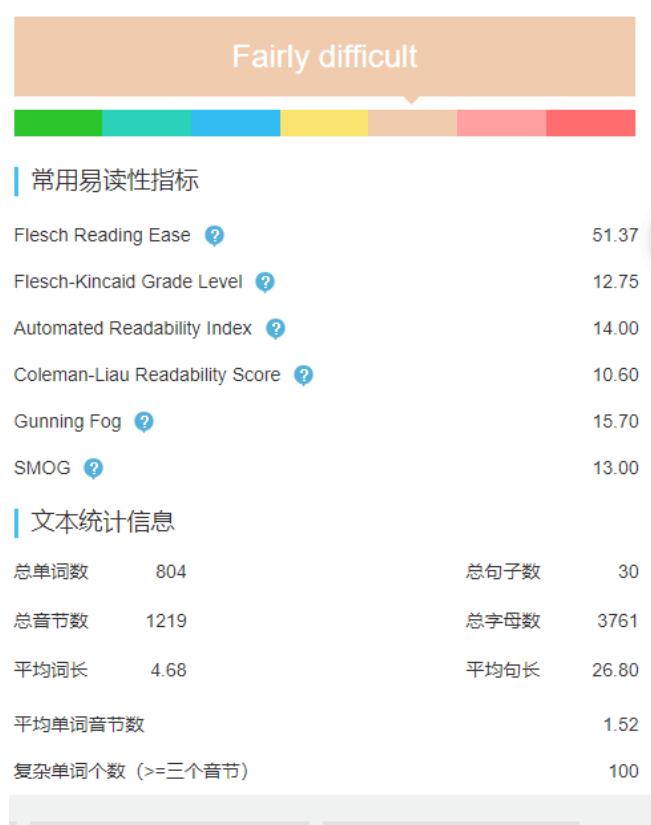 Fairly difficult
常用易读性指标
Flesch Reading Ease ? 51.37
Flesch-Kincaid Grade Level ? 12.75
Automated Readability Index ? 14.00
Coleman-Liau Readability Score ? 10.60
Gunning Fog ? 15.70
SMOG ? 13.00
文本统计信息
总单词数 804 总句子数 30
总音节数 1219 总字母数 3761
平均词长 4.68 平均句长 26.80
平均单词音节数 1.52
复杂单词个数（>=三个音节） 100